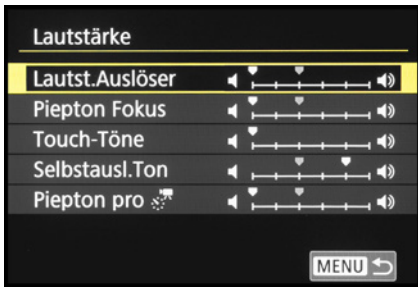 Lautstärke
Lautst.Auslöser
Piepton Fokus
Touch-Töne
Selbstausl.Ton
Piepton pro
MENU